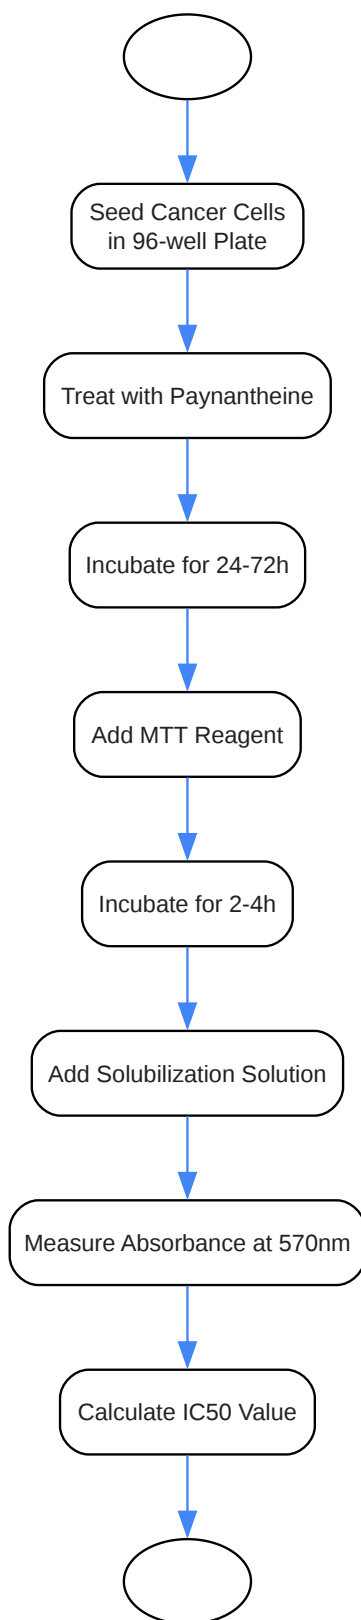 Seed Cancer Cells
in 96-well Plate
Treat with Paynantheine
Incubate for 24-72h
Add MTT Reagent
Incubate for 2-4h
Add Solubilization Solution
Measure Absorbance at 570nm
Calculate IC50 Value